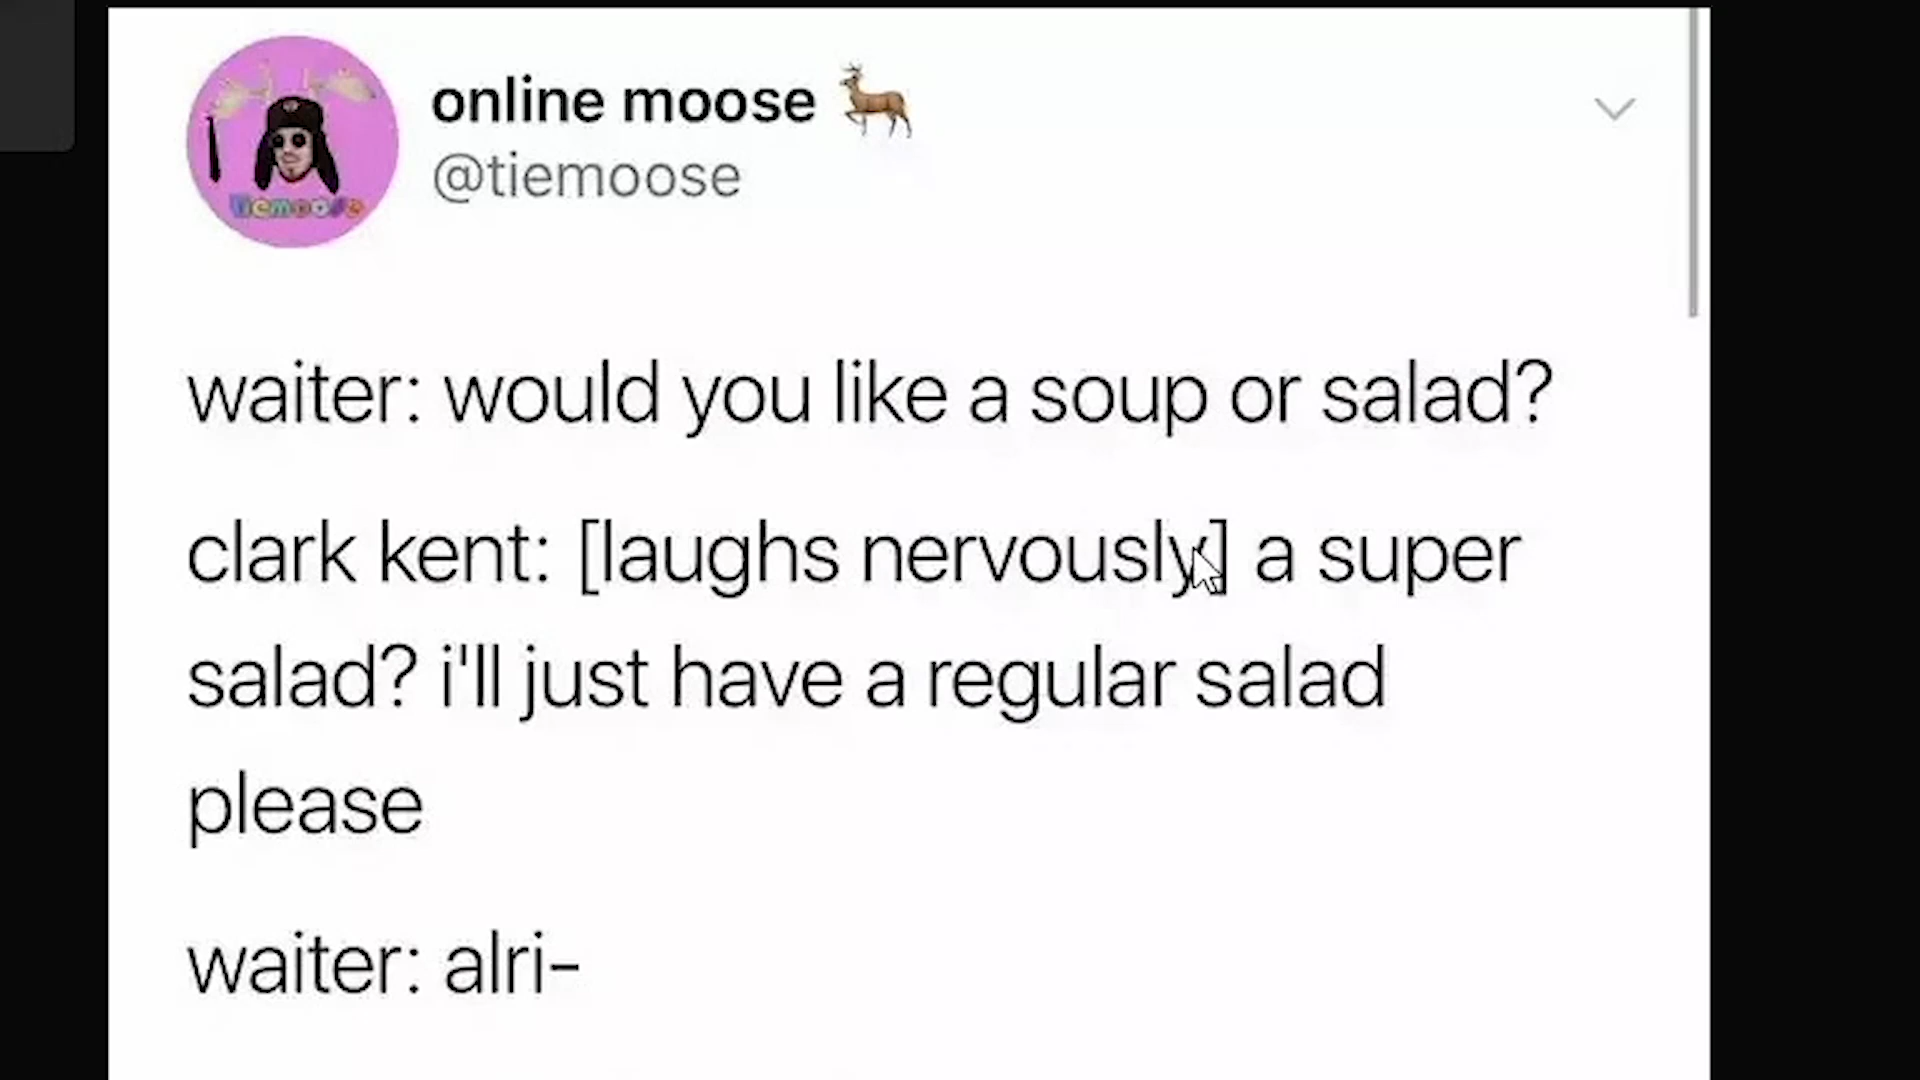 online moose 🦌
@tiemoose
tiemoose
waiter: would you like a soup or salad?
clark kent: [laughs nervously] a super
salad? i'll just have a regular salad
please
waiter: alri-